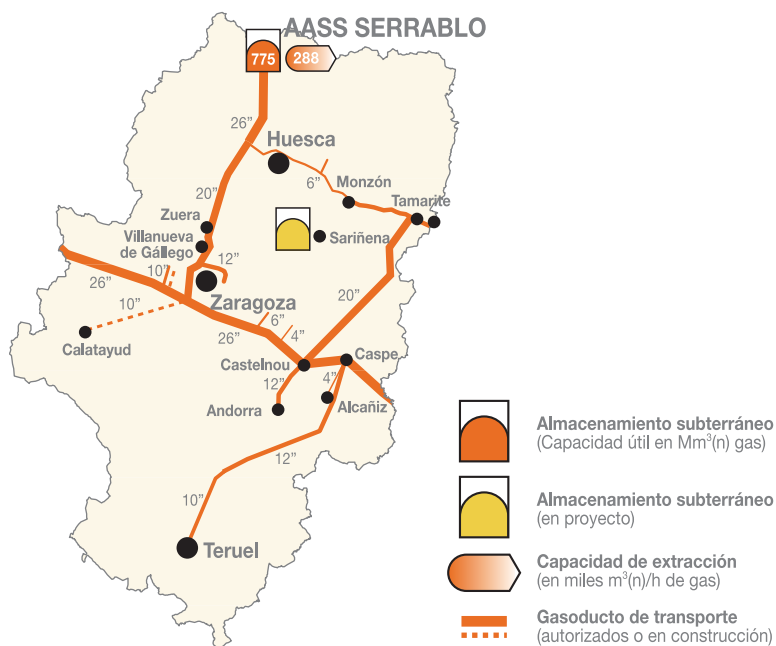 AASS SERRABLO
775
288
26”
Huesca
6”
Monzón
20”
Tamarite
Zuera
Villanueva
de Gállego
Sariñena
12”
10”
26”
Zaragoza
20”
10”
6”
26”
4”
Calatayud
Castelnou
Caspe
12”
4”
Andorra
Alcañiz
12”
10”
Teruel
Almacenamiento subterráneo
(Capacidad útil en Mm³(n) gas)
Almacenamiento subterráneo
(en proyecto)
Capacidad de extracción
(en miles m³(n)/h de gas)
Gasoducto de transporte
(autorizados o en construcción)